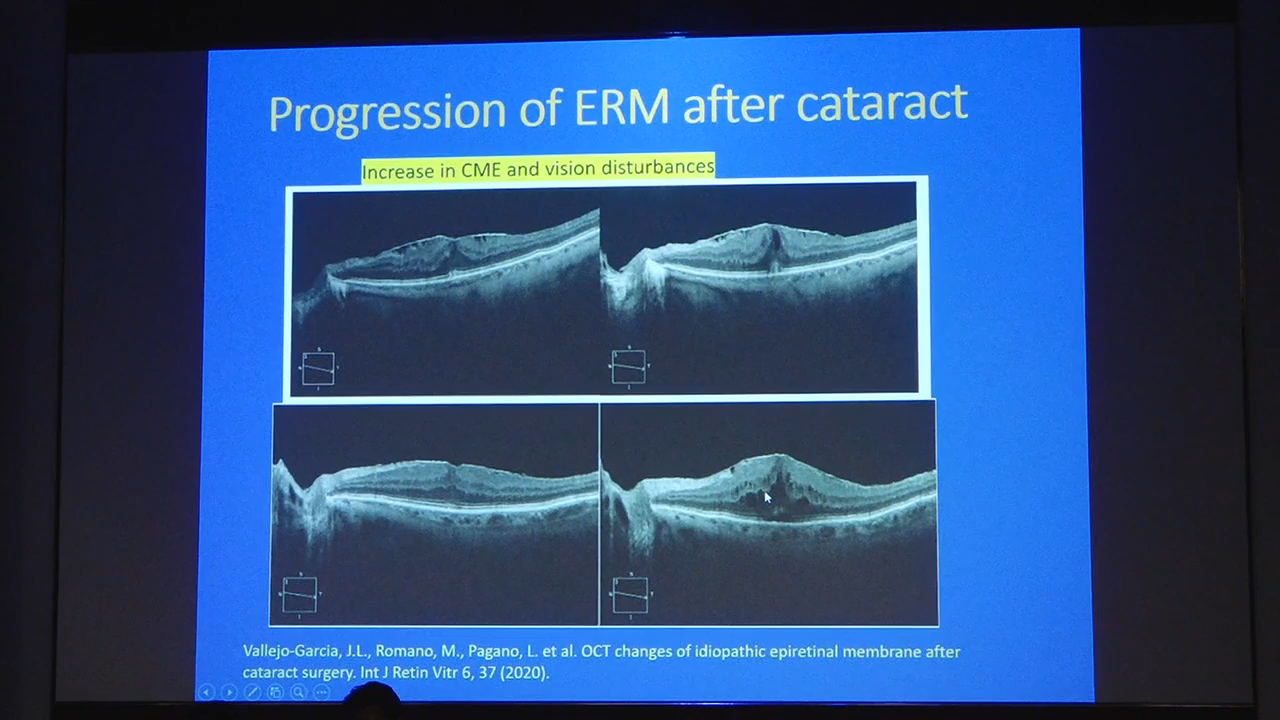 Progression of ERM after cataract
Increase in CME and vision disturbances
Vallejo-Garcia, J.L., Romano, M., Pagano, L. et al. OCT changes of idiopathic epiretinal membrane after
cataract surgery. Int J Retin Vitr 6, 37 (2020).